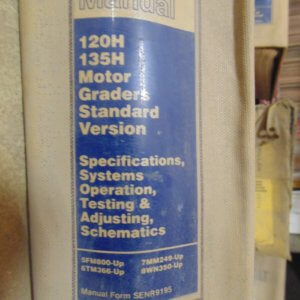 Manual
120H
135H
Motor
Graders
Standard
Version
Specifications,
Systems
Operation,
Testing &
Adjusting,
Schematics
5FM800-Up 7MM249-Up
6TM366-Up 8WN350-Up
Manual Form SENR9195